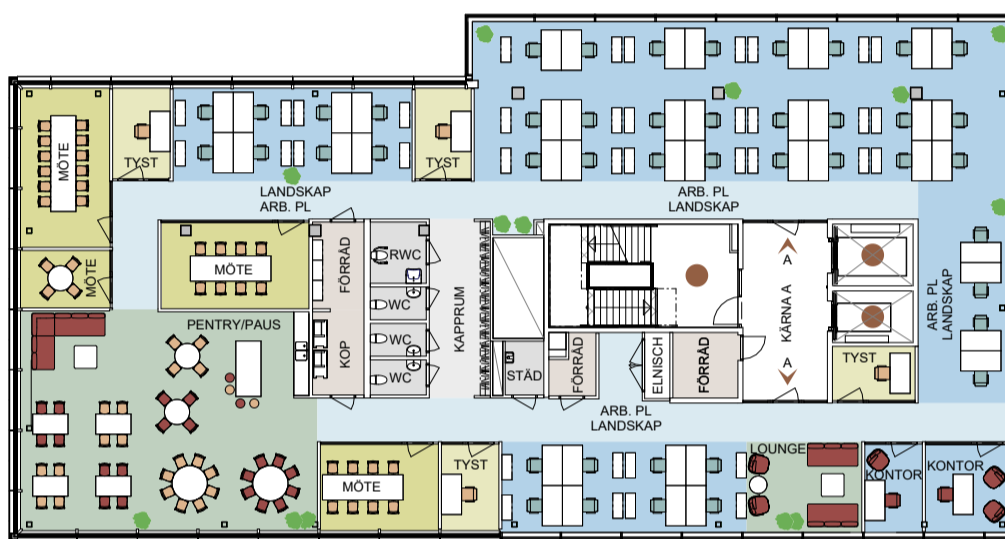 MÖTE
TYST
LANDSKAP
ARB. PL
TYST
ARB. PL
LANDSKAP
MÖTE
MÖTE
FÖRRÅD
RWC
WC
WC
WC
KOP
KAPPRUM
PENTRY/PAUS
STÄD
FÖRRÅD
ELNISCH
FÖRRÅD
A
KÄRNA A
A
TYST
ARB. PL
LANDSKAP
ARB. PL
LANDSKAP
MÖTE
TYST
LOUNGE
KONTOR
KONTOR